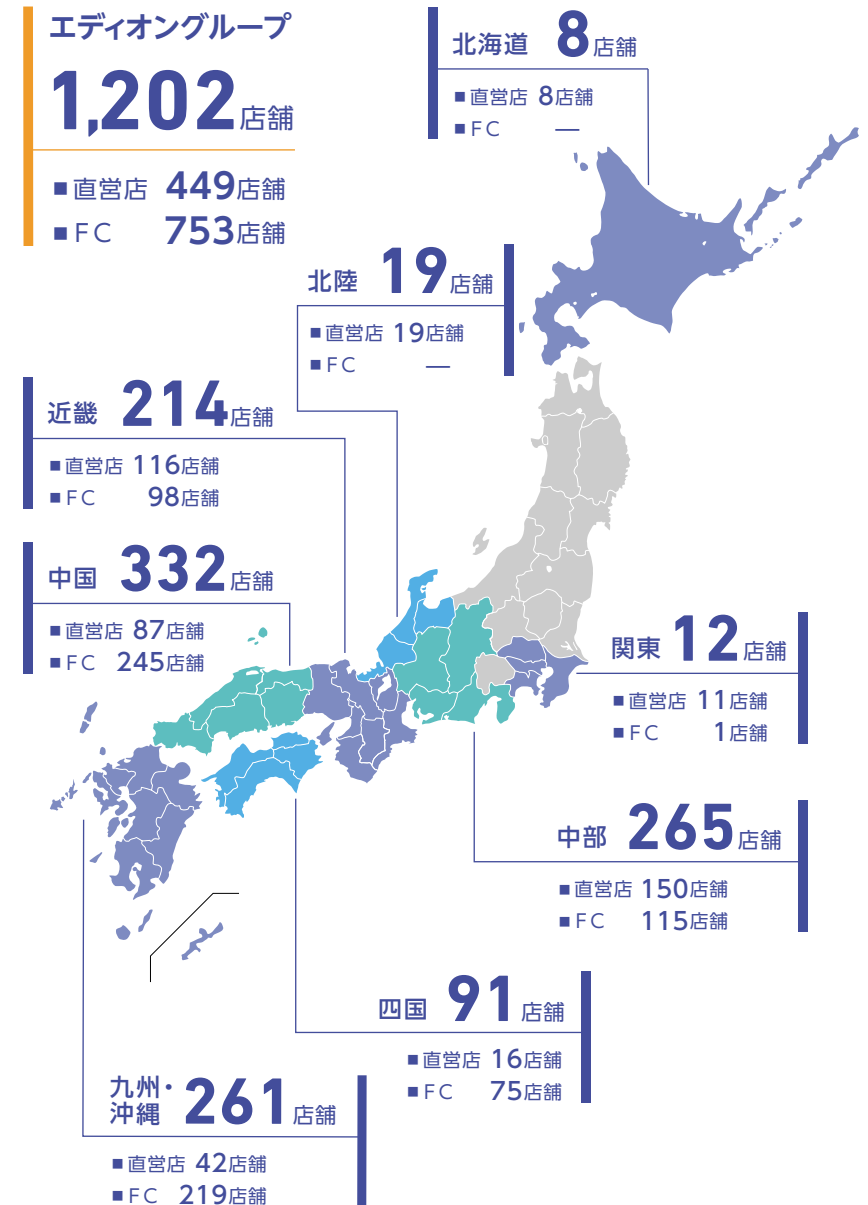 エディオングループ
1,202店舗
■直営店 449店舗
■FC 753店舗
北海道 8店舗
■直営店 8店舗
■FC —
北陸 19店舗
■直営店 19店舗
■FC —
近畿 214店舗
■直営店 116店舗
■FC 98店舗
中国 332店舗
■直営店 87店舗
■FC 245店舗
関東 12店舗
■直営店 11店舗
■FC 1店舗
中部 265店舗
■直営店 150店舗
■FC 115店舗
四国 91店舗
■直営店 16店舗
■FC 75店舗
九州・
沖縄 261店舗
■直営店 42店舗
■FC 219店舗